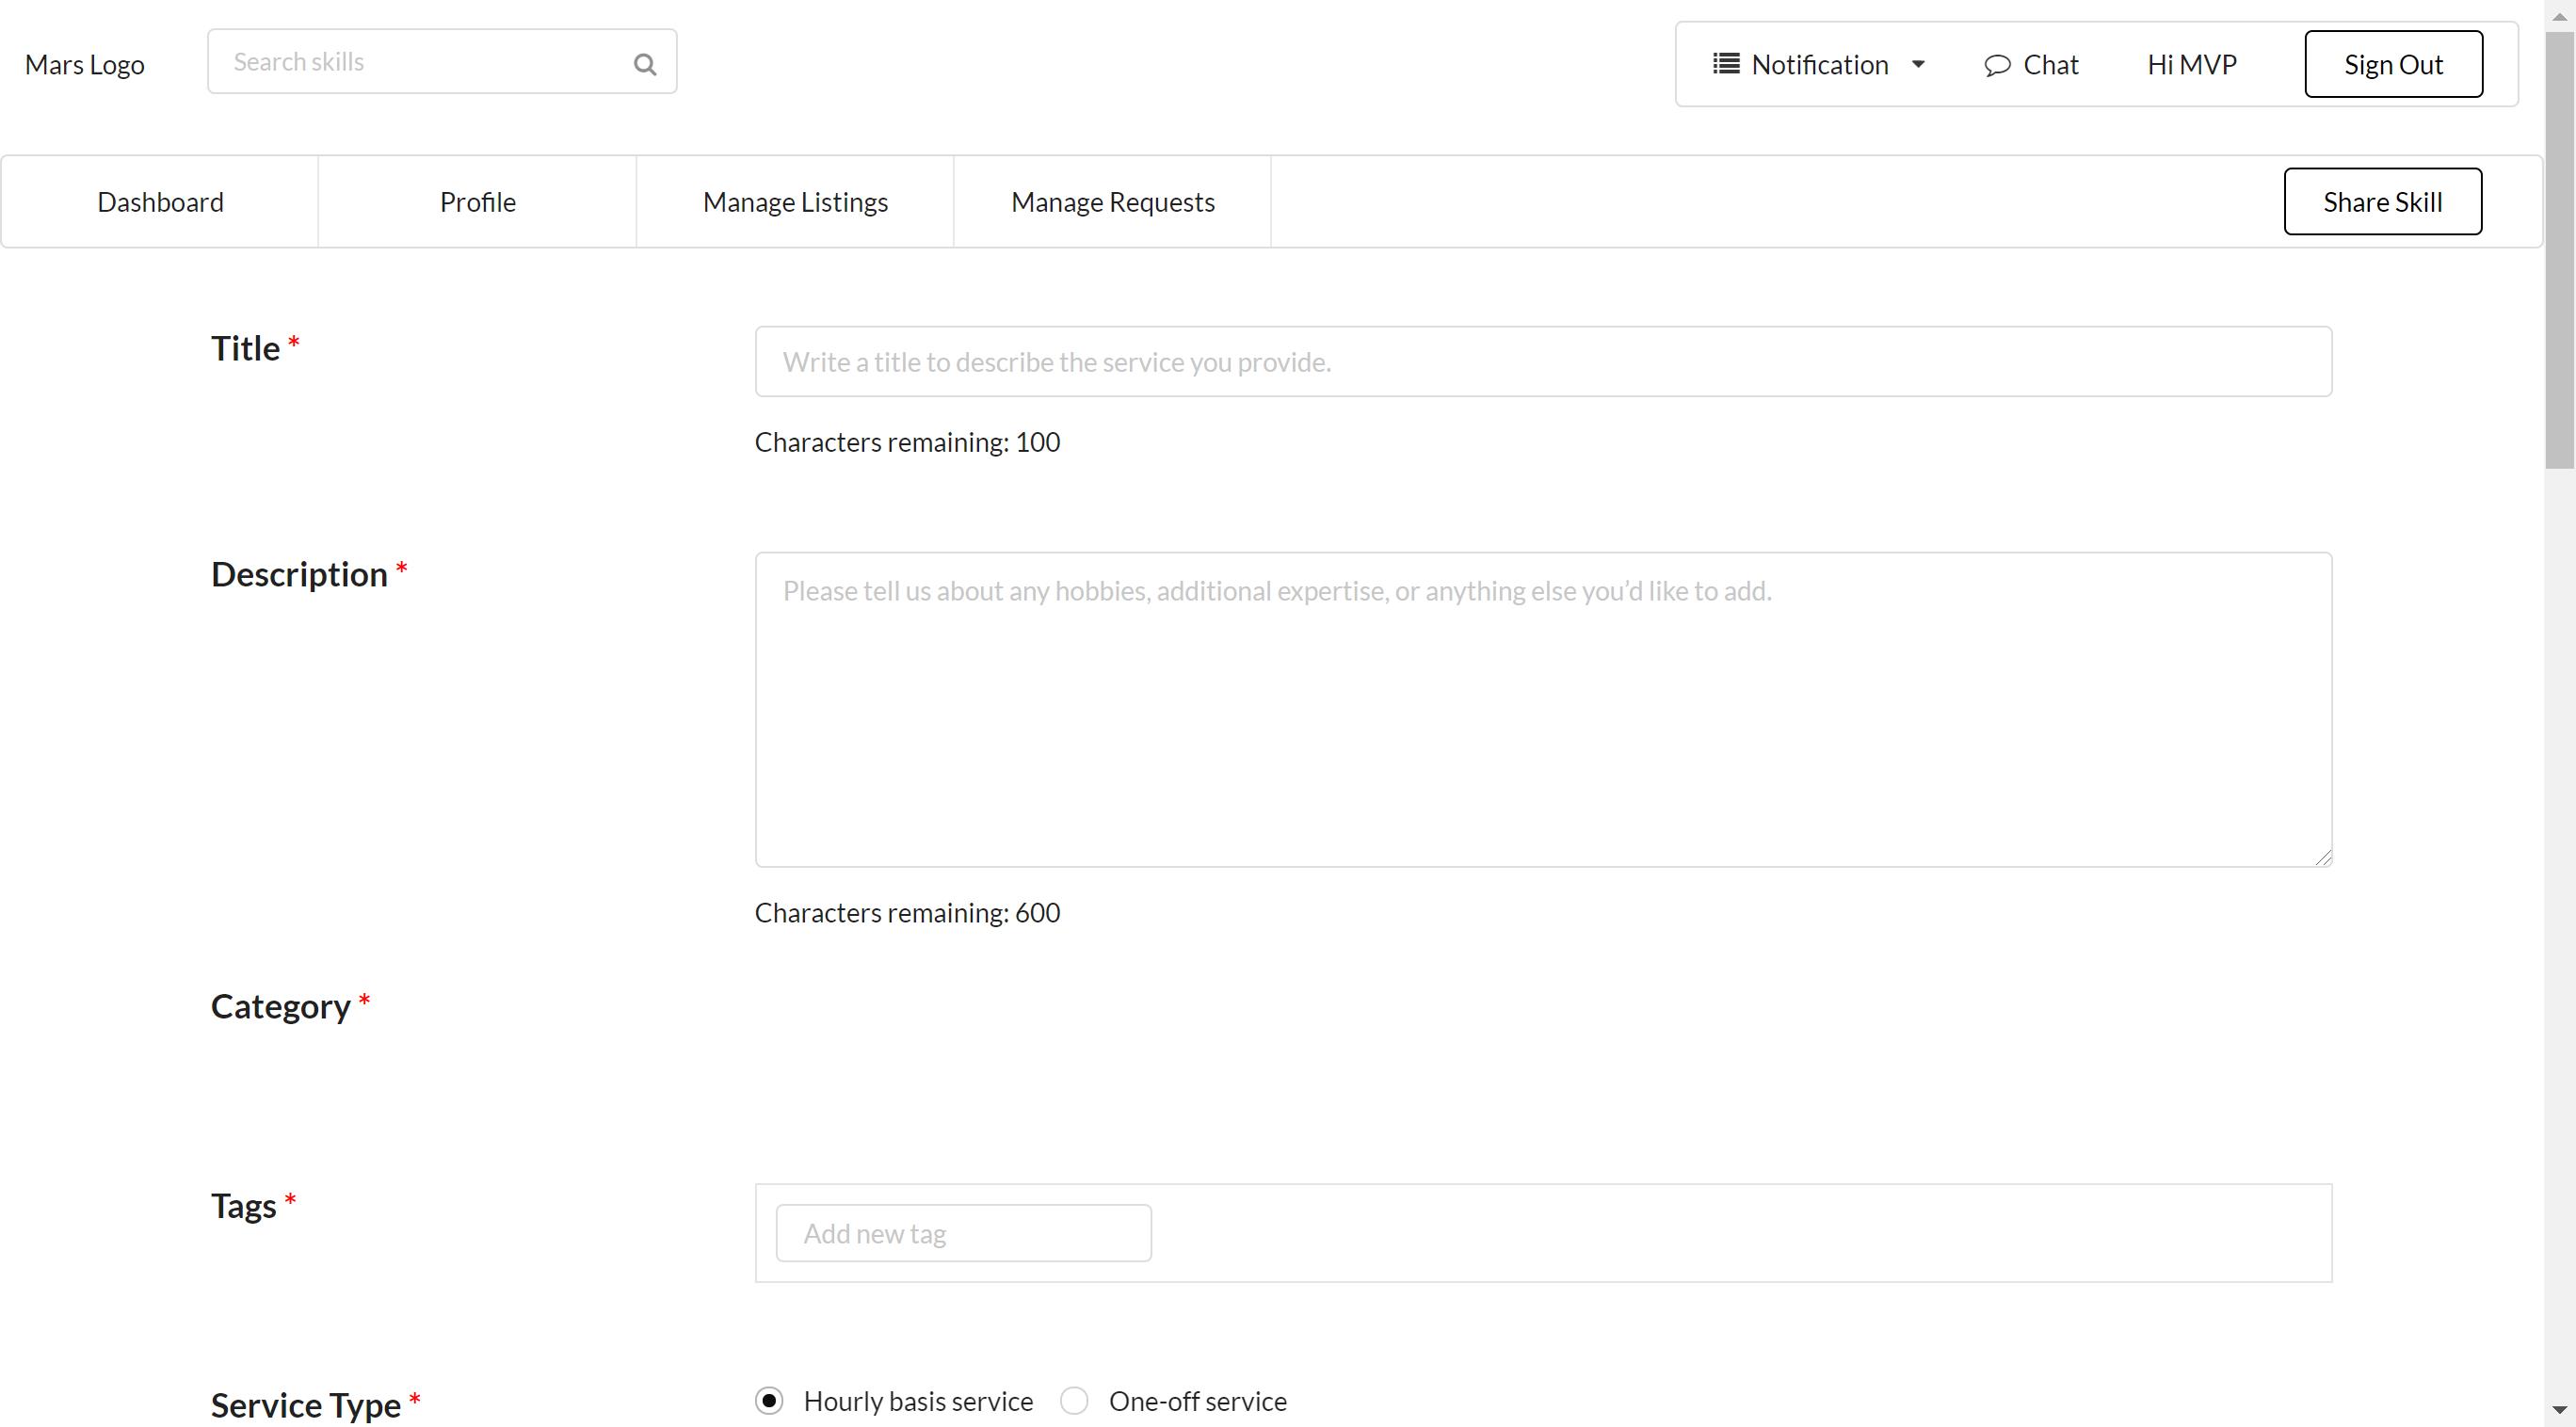 Mars Logo
Search skills
Notification
Chat
Hi MVP
Sign Out
Dashboard
Profile
Manage Listings
Manage Requests
Share Skill
Title *
Write a title to describe the service you provide.
Characters remaining: 100
Description *
Please tell us about any hobbies, additional expertise, or anything else you’d like to add.
Characters remaining: 600
Category *
Tags *
Add new tag
Service Type *
Hourly basis service
One-off service